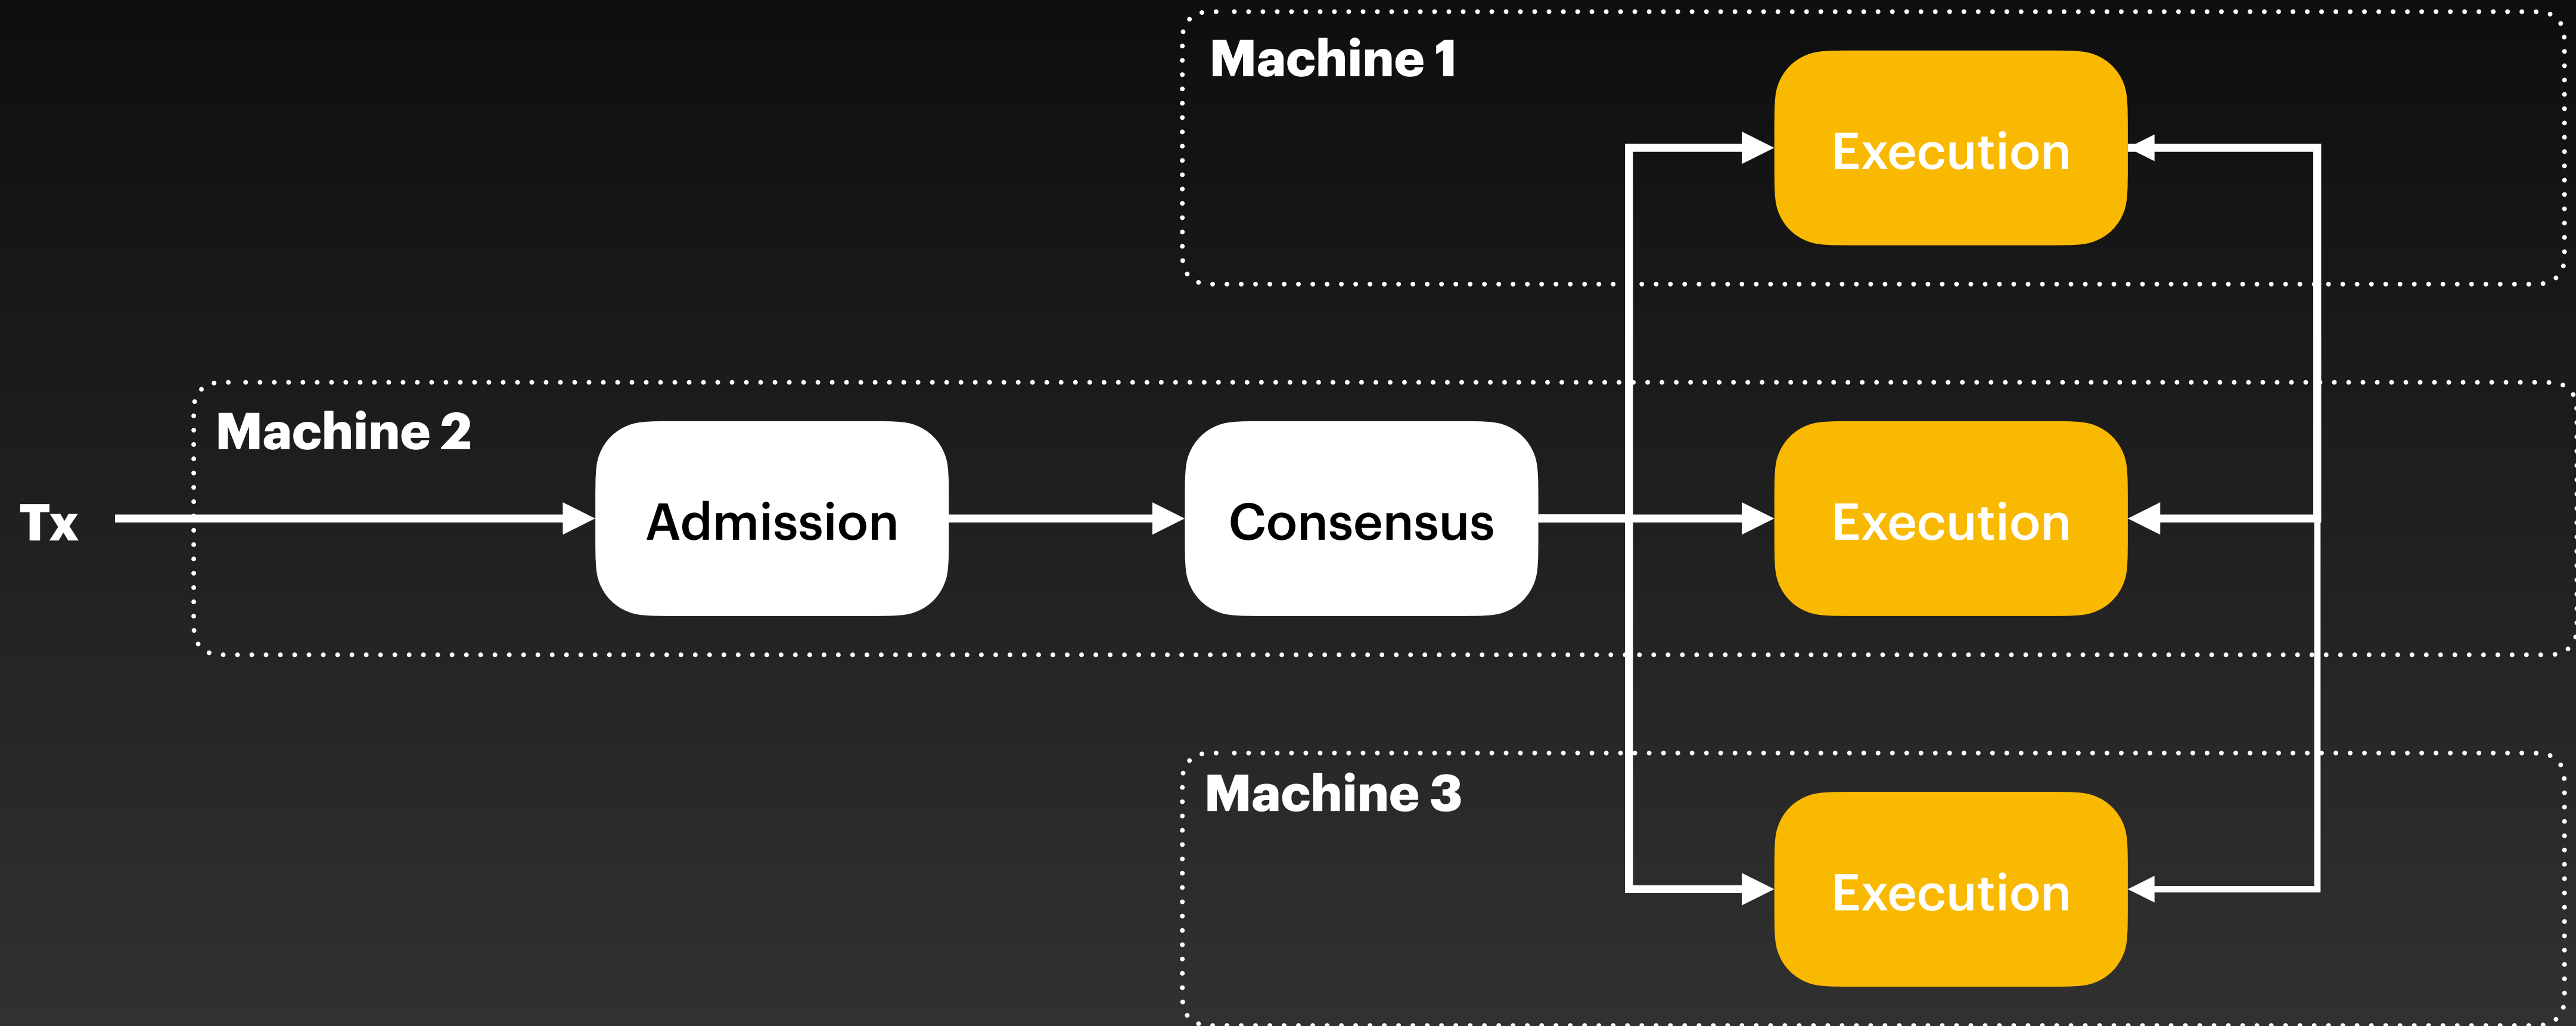 Machine 1
Execution
Machine 2
Tx
Admission
Consensus
Execution
Machine 3
Execution